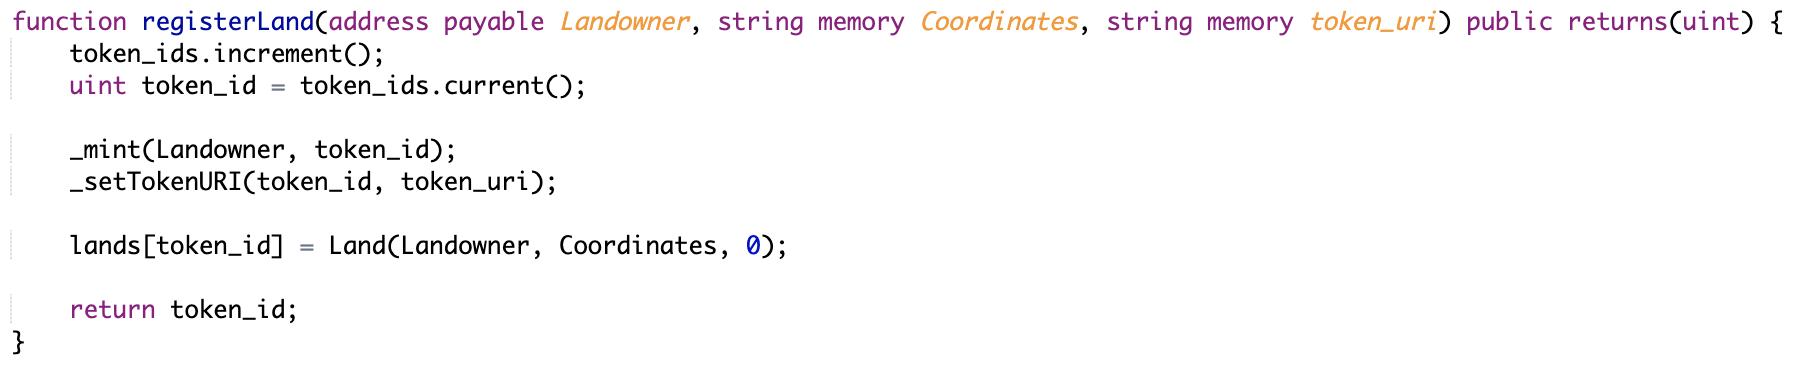 function registerLand(address payable Landowner, string memory Coordinates, string memory token_uri) public returns(uint) {
    token_ids.increment();
    uint token_id = token_ids.current();

    _mint(Landowner, token_id);
    _setTokenURI(token_id, token_uri);

    lands[token_id] = Land(Landowner, Coordinates, 0);

    return token_id;
}